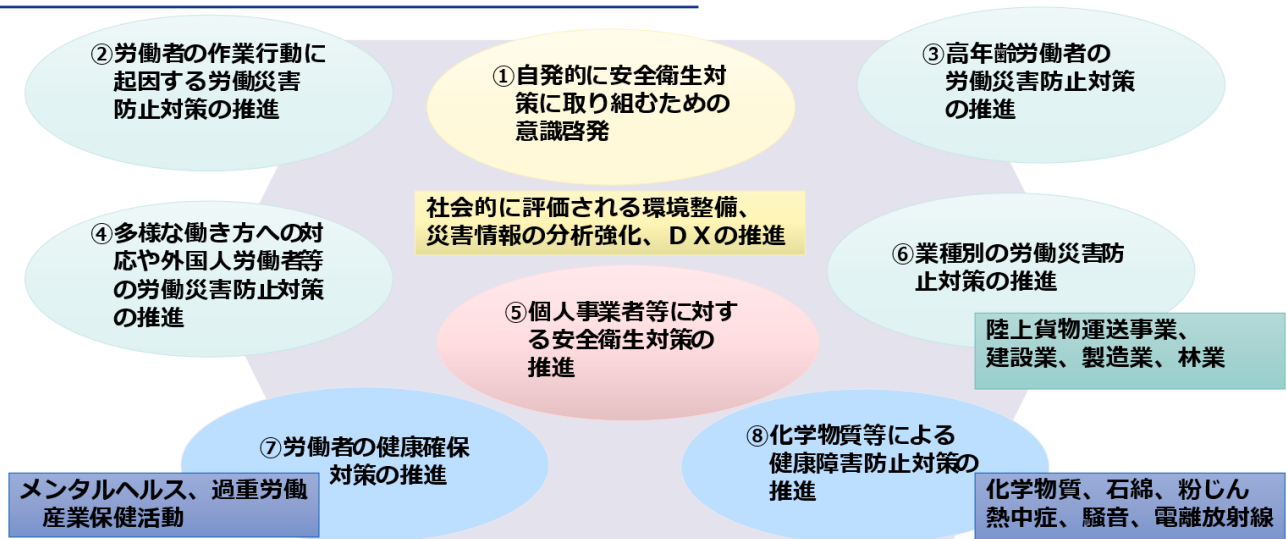 ②労働者の作業行動に
起因する労働災害
防止対策の推進
①自発的に安全衛生対
策に取り組むための
意識啓発
③高年齢労働者の
労働災害防止対策
の推進
社会的に評価される環境整備、
災害情報の分析強化、ＤＸの推進
④多様な働き方への対
応や外国人労働者等
の労働災害防止対策
の推進
⑤個人事業者等に対す
る安全衛生対策の
推進
⑥業種別の労働災害防
止対策の推進
陸上貨物運送事業、
建設業、製造業、林業
⑦労働者の健康確保
対策の推進
メンタルヘルス、過重労働
産業保健活動
⑧化学物質等による
健康障害防止対策の
推進
化学物質、石綿、粉じん
熱中症、騒音、電離放射線